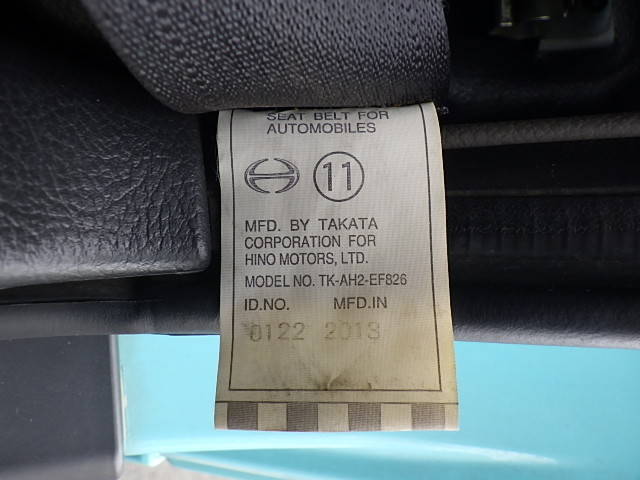 SEAT BELT FOR
AUTOMOBILES
11
MFD. BY TAKATA
CORPORATION FOR
HINO MOTORS, LTD.
MODEL NO. TK-AH2-EF826
ID.NO. MFD.IN
0122 2013